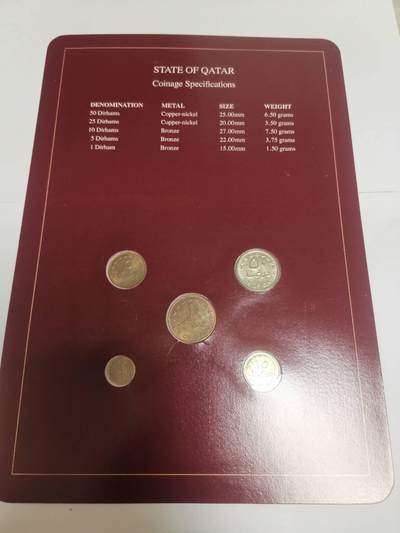 STATE OF QATAR
Coinage Specifications
DENOMINATION METAL SIZE WEIGHT
50 Dirhams Copper-nickel 25.00mm 6.50 grams
25 Dirhams Copper-nickel 20.00mm 3.50 grams
10 Dirhams Bronze 27.00mm 7.50 grams
5 Dirhams Bronze 22.00mm 3.75 grams
1 Dirham Bronze 15.00mm 1.50 grams
٥٠